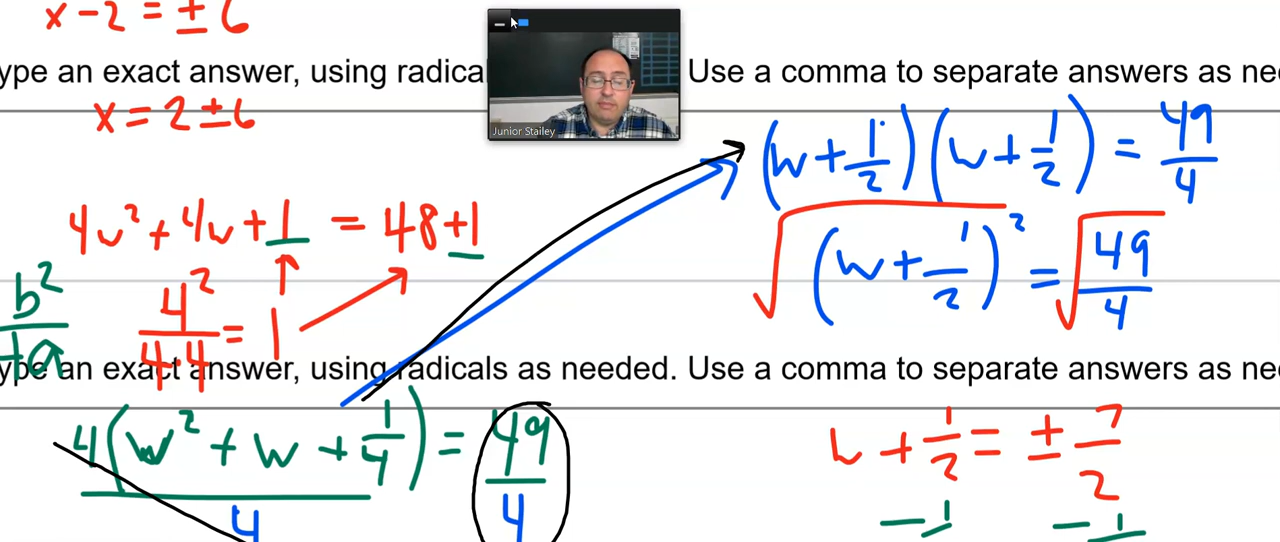 x - 2 = ± 6
ype an exact answer, using radica
Use a comma to separate answers as nee
x = 2 ± 6
Junior Stailey
(w + 1/2)(w + 1/2) = 49/4
4w² + 4w + 1 = 48 + 1
√(w + 1/2)² = √49/4
b²/4a
4²/4·4 = 1
ype an exact answer, using radicals as needed. Use a comma to separate answers as nee
4(w² + w + 1/4)/4 = 49/4
w + 1/2 = ± 7/2
- 1 - 1